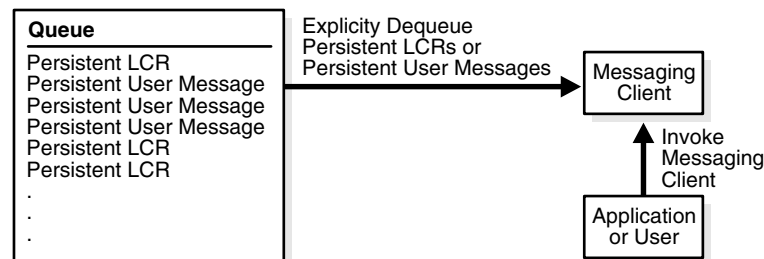 Queue
Persistent LCR
Persistent User Message
Persistent User Message
Persistent User Message
Persistent LCR
Persistent LCR
.
.
.
Explicity Dequeue
Persistent LCRs or
Persistent User Messages
Messaging
Client
Invoke
Messaging
Client
Application
or User